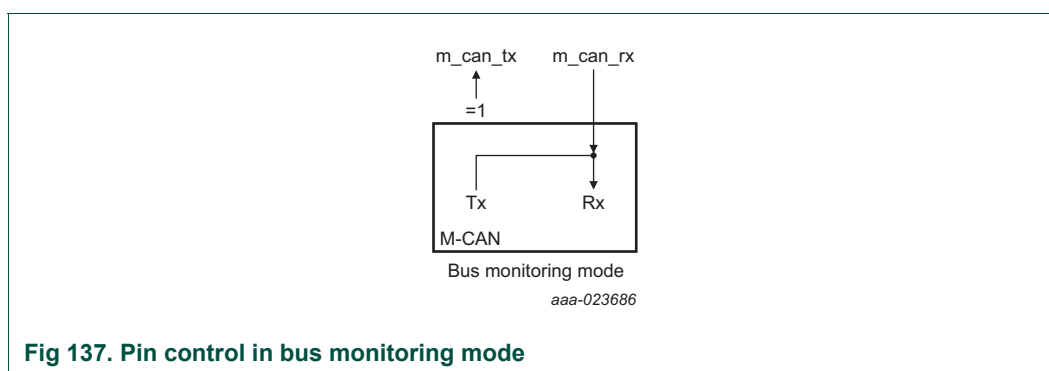 m_can_tx m_can_rx
=1
Tx Rx
M-CAN
Bus monitoring mode
aaa-023686
Fig 137. Pin control in bus monitoring mode